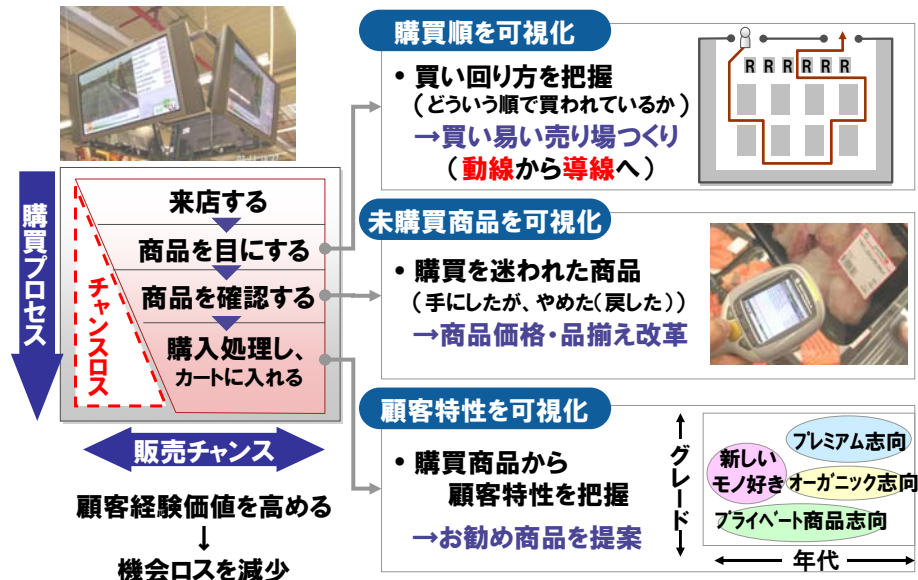 購買プロセス
来店する
商品を目にする
商品を確認する
購入処理し、
カートに入れる
チャンスロス
販売チャンス
顧客経験価値を高める
↓
機会ロスを減少
購買順を可視化
• 買い回り方を把握
(どういう順で買われているか)
→買い易い売り場つくり
(動線から導線へ)
R R R R R R
未購買商品を可視化
• 購買を迷われた商品
(手にしたが、やめた(戻した))
→商品価格・品揃え改革
顧客特性を可視化
• 購買商品から
顧客特性を把握
→お勧め商品を提案
グレード
プレミアム志向
新しい
モノ好き
オーガニック志向
プライベート商品志向
年代